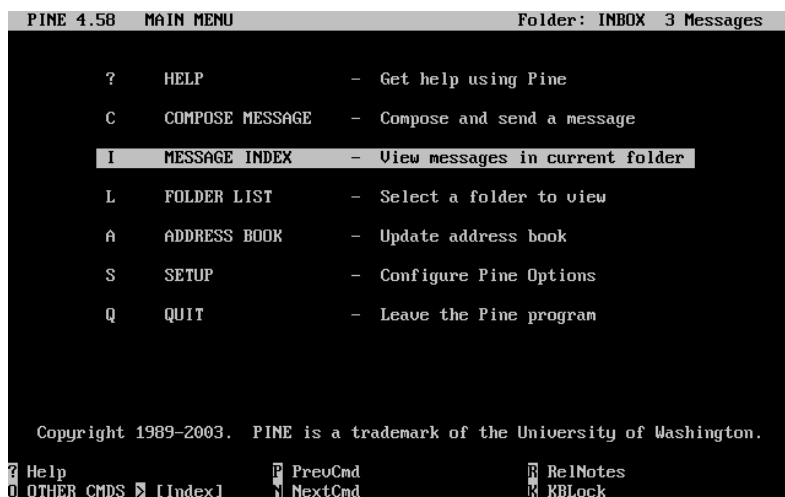 PINE 4.58 MAIN MENU Folder: INBOX 3 Messages
? HELP - Get help using Pine
C COMPOSE MESSAGE - Compose and send a message
I MESSAGE INDEX - View messages in current folder
L FOLDER LIST - Select a folder to view
A ADDRESS BOOK - Update address book
S SETUP - Configure Pine Options
Q QUIT - Leave the Pine program
Copyright 1989-2003. PINE is a trademark of the University of Washington.
? Help P PrevCmd R RelNotes
O OTHER CMDS > [Index] N NextCmd K KBLock